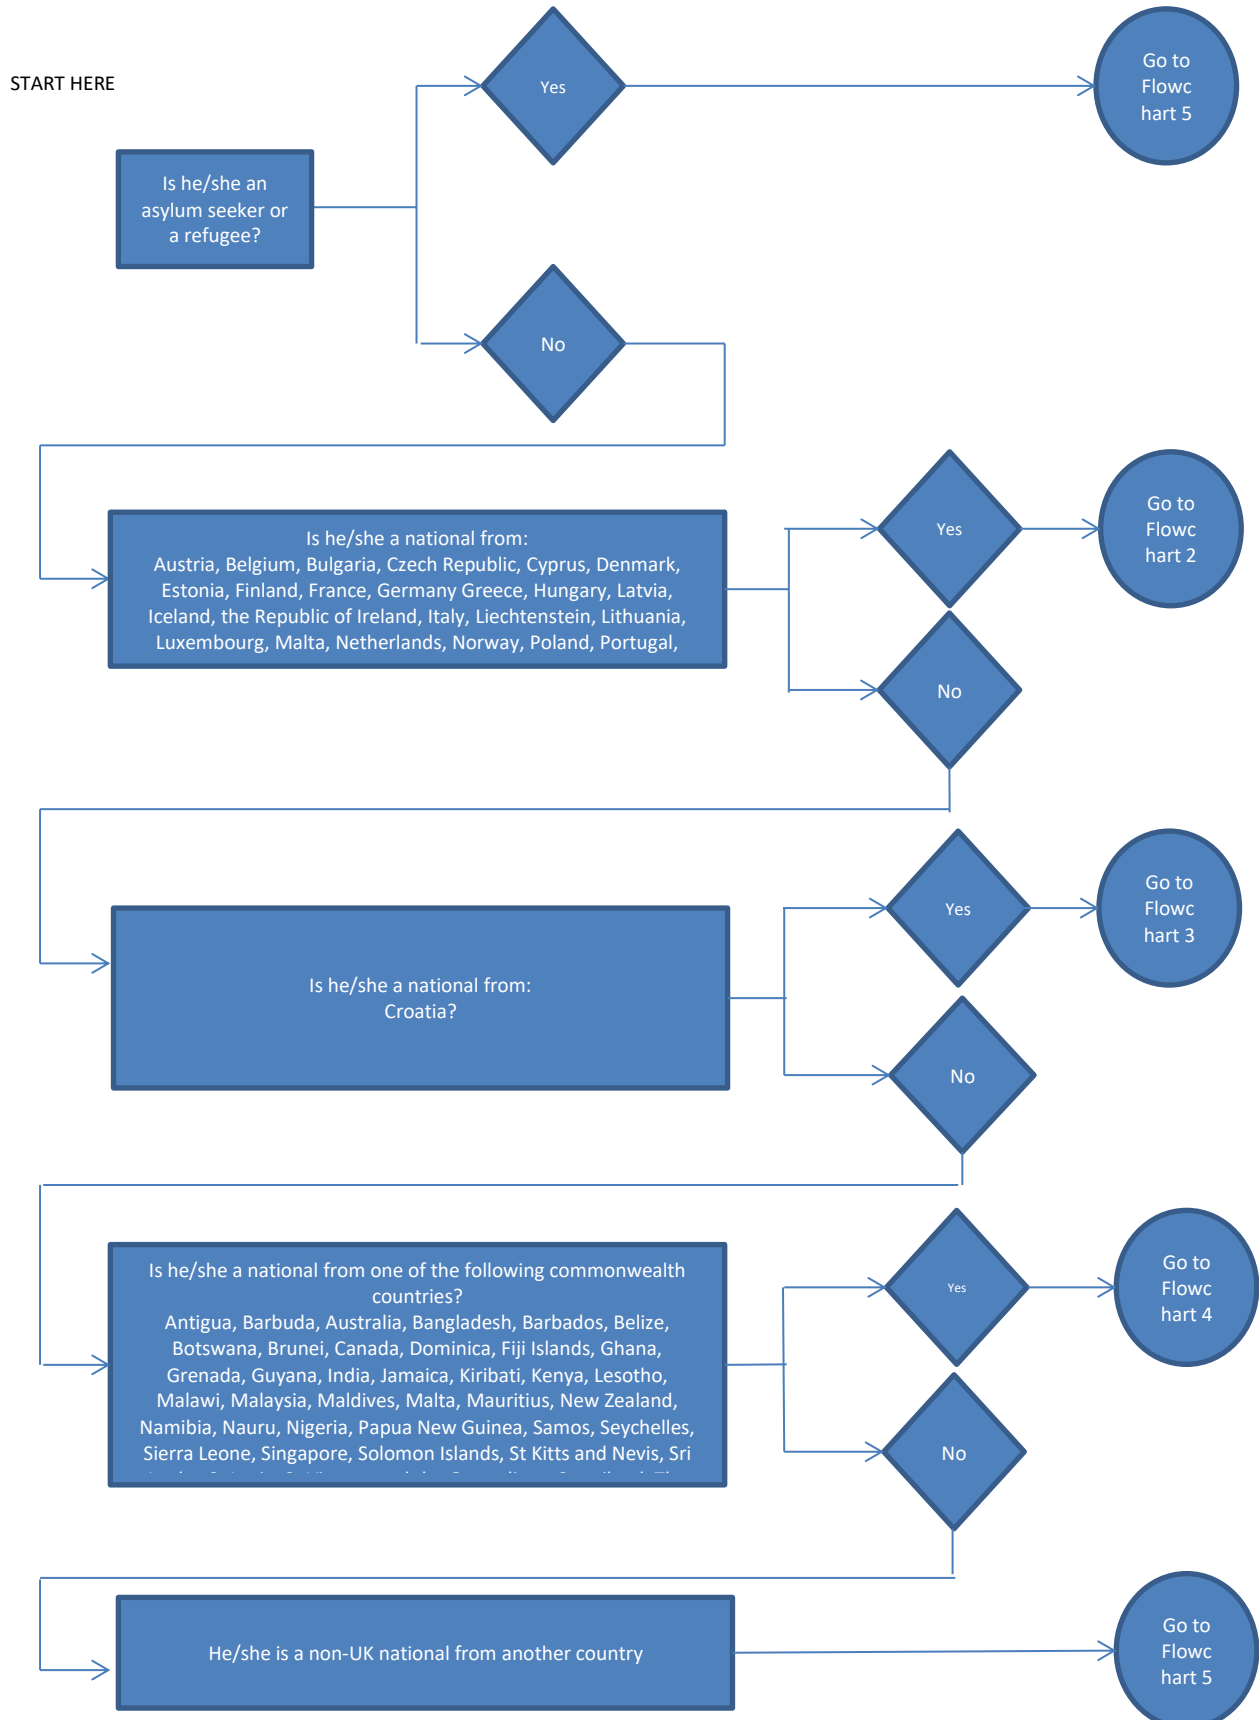 START HERE
Yes
Go to
Flowc
hart 5
Is he/she an
asylum seeker or
a refugee?
No
Is he/she a national from:
Austria, Belgium, Bulgaria, Czech Republic, Cyprus, Denmark,
Estonia, Finland, France, Germany Greece, Hungary, Latvia,
Iceland, the Republic of Ireland, Italy, Liechtenstein, Lithuania,
Luxembourg, Malta, Netherlands, Norway, Poland, Portugal,
Yes
Go to
Flowc
hart 2
No
Is he/she a national from:
Croatia?
Yes
Go to
Flowc
hart 3
No
Is he/she a national from one of the following commonwealth
countries?
Antigua, Barbuda, Australia, Bangladesh, Barbados, Belize,
Botswana, Brunei, Canada, Dominica, Fiji Islands, Ghana,
Grenada, Guyana, India, Jamaica, Kiribati, Kenya, Lesotho,
Malawi, Malaysia, Maldives, Malta, Mauritius, New Zealand,
Namibia, Nauru, Nigeria, Papua New Guinea, Samos, Seychelles,
Sierra Leone, Singapore, Solomon Islands, St Kitts and Nevis, Sri
Yes
Go to
Flowc
hart 4
No
He/she is a non-UK national from another country
Go to
Flowc
hart 5